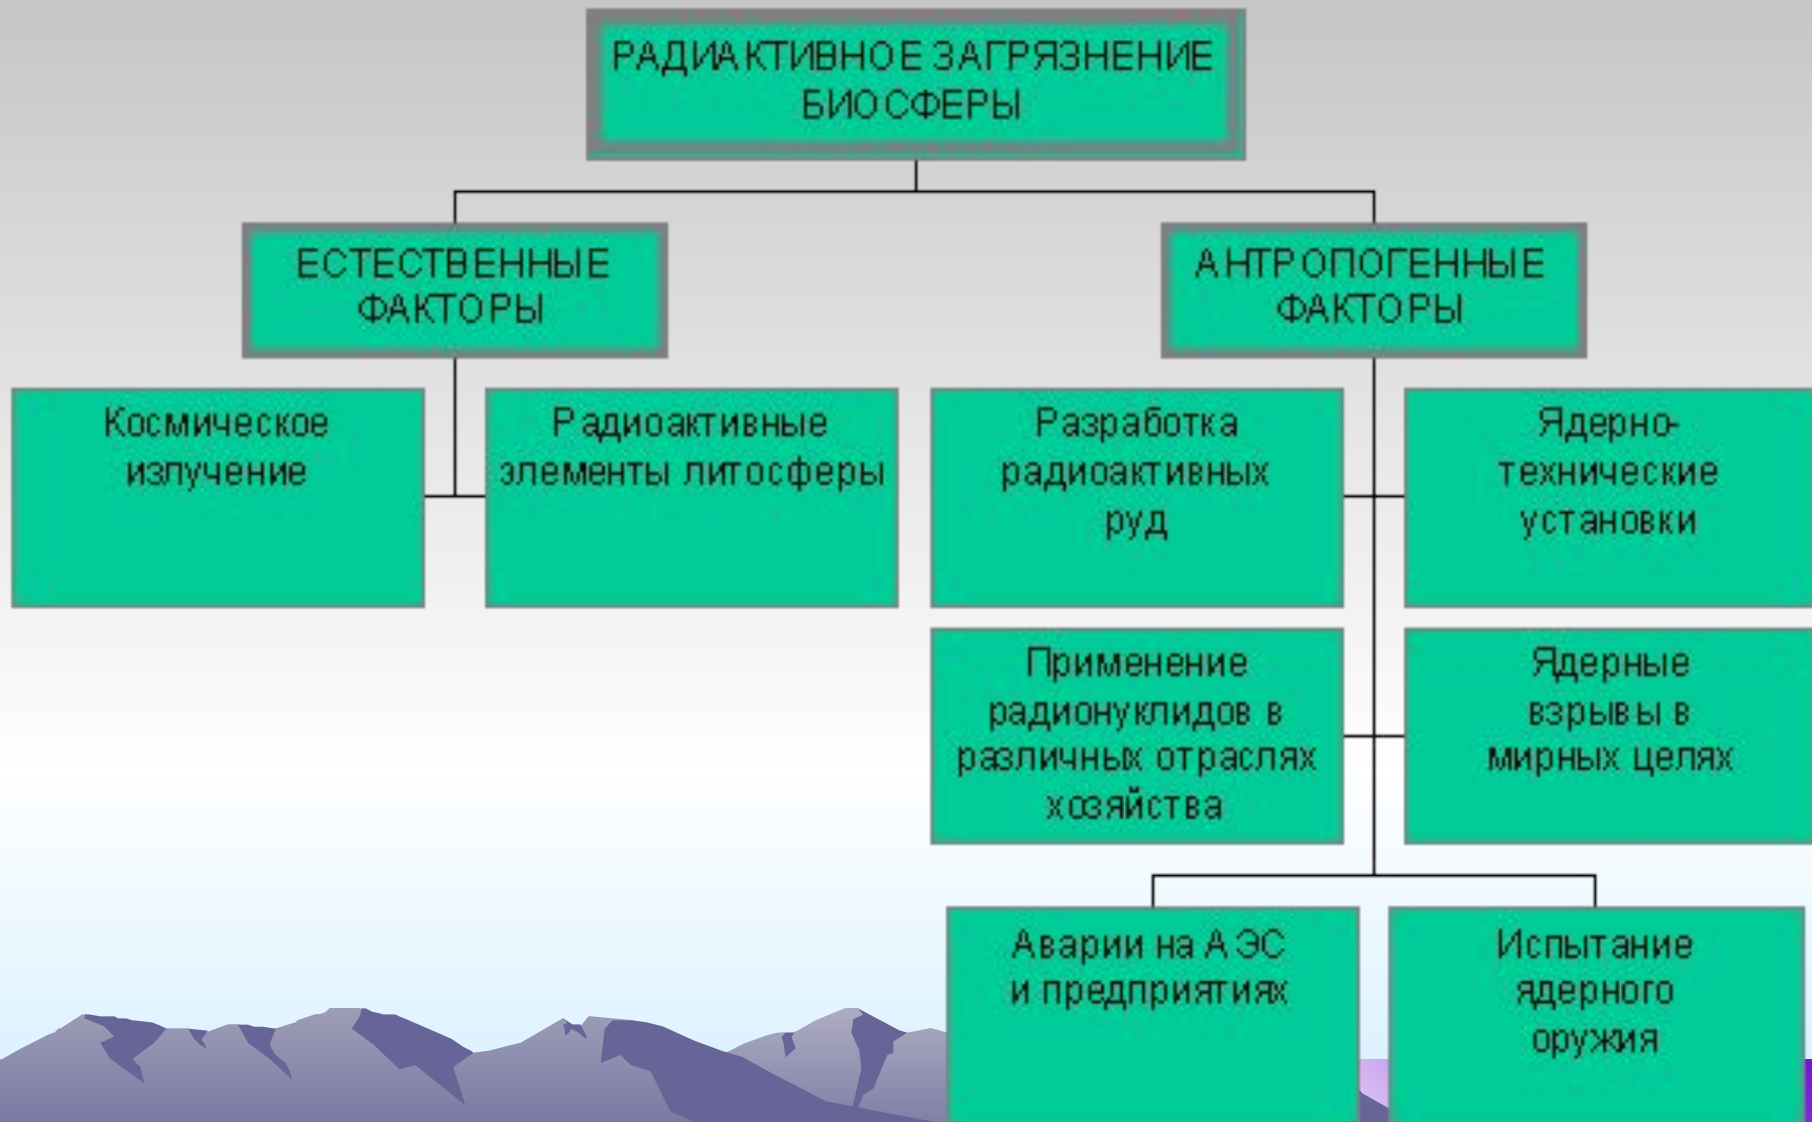 РАДИАКТИВНОЕ ЗАГРЯЗНЕНИЕ
БИОСФЕРЫ
ЕСТЕСТВЕННЫЕ
ФАКТОРЫ
АНТРОПОГЕННЫЕ
ФАКТОРЫ
Космическое
излучение
Радиоактивные
элементы литосферы
Разработка
радиоактивных
руд
Ядерно-
технические
установки
Применение
радионуклидов в
различных отраслях
хозяйства
Ядерные
взрывы в
мирных целях
Аварии на АЭС
и предприятиях
Испытание
ядерного
оружия